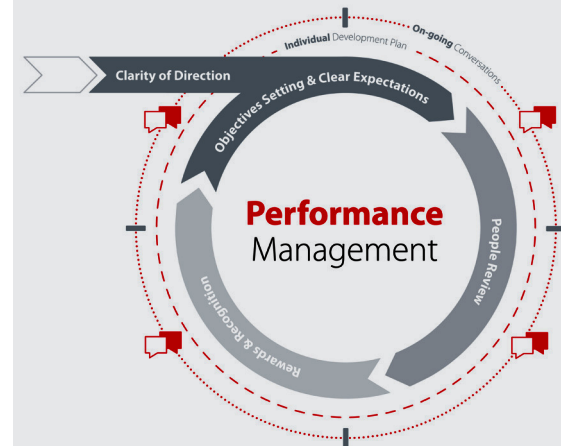 Individual Development Plan
On-going Conversations
Clarity of Direction
Objectives Setting & Clear Expectations
Performance
Management
People Review
Rewards & Recognition